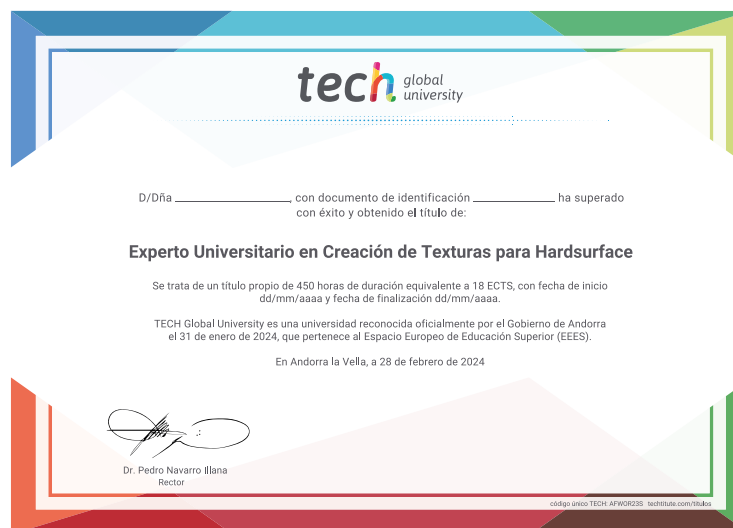 tech global university
D/Dña ____________, con documento de identificación ____________ ha superado
con éxito y obtenido el título de:
Experto Universitario en Creación de Texturas para Hardsurface
Se trata de un título propio de 450 horas de duración equivalente a 18 ECTS, con fecha de inicio
dd/mm/aaaa y fecha de finalización dd/mm/aaaa.
TECH Global University es una universidad reconocida oficialmente por el Gobierno de Andorra
el 31 de enero de 2024, que pertenece al Espacio Europeo de Educación Superior (EEES).
En Andorra la Vella, a 28 de febrero de 2024
Dr. Pedro Navarro Illana
Rector
código único TECH: AFWOR23S techtitute.com/titulos